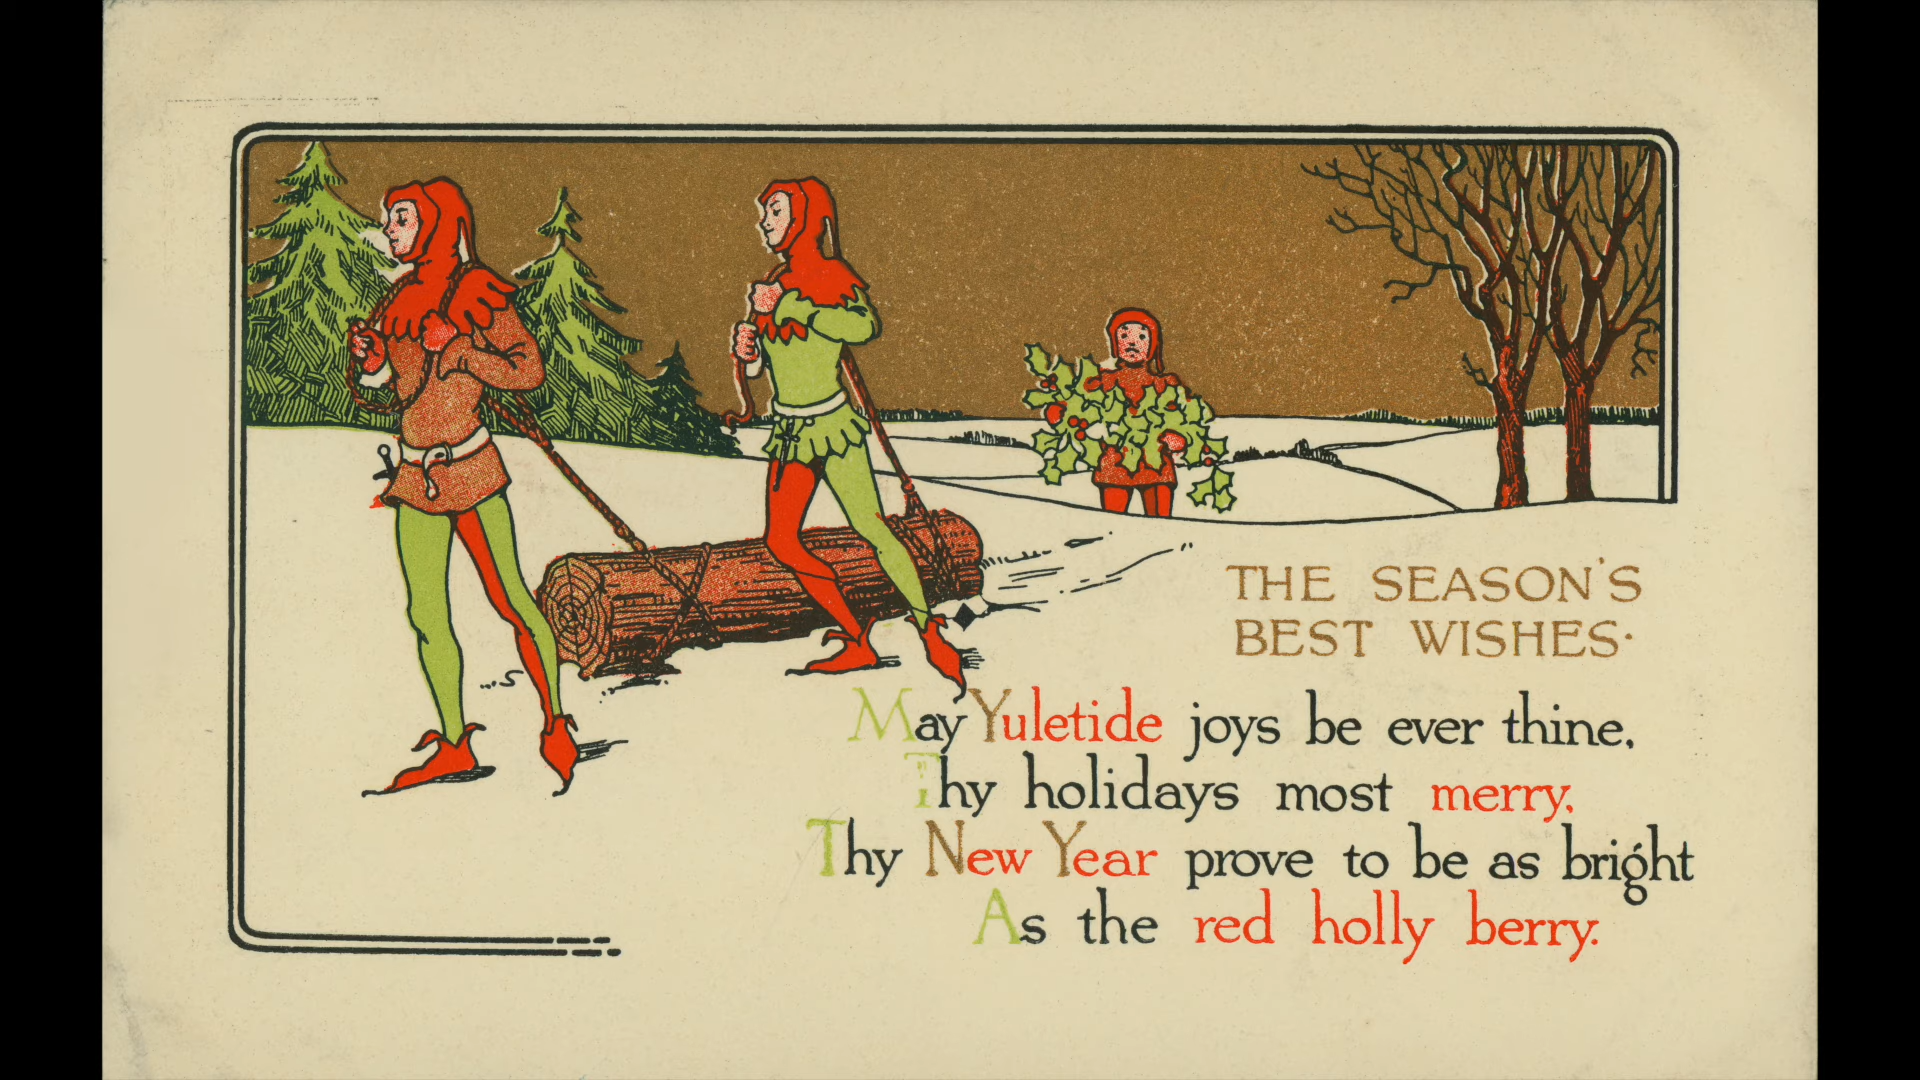 THE SEASON'S
BEST WISHES·
May Yuletide joys be ever thine,
Thy holidays most merry,
Thy New Year prove to be as bright
As the red holly berry.